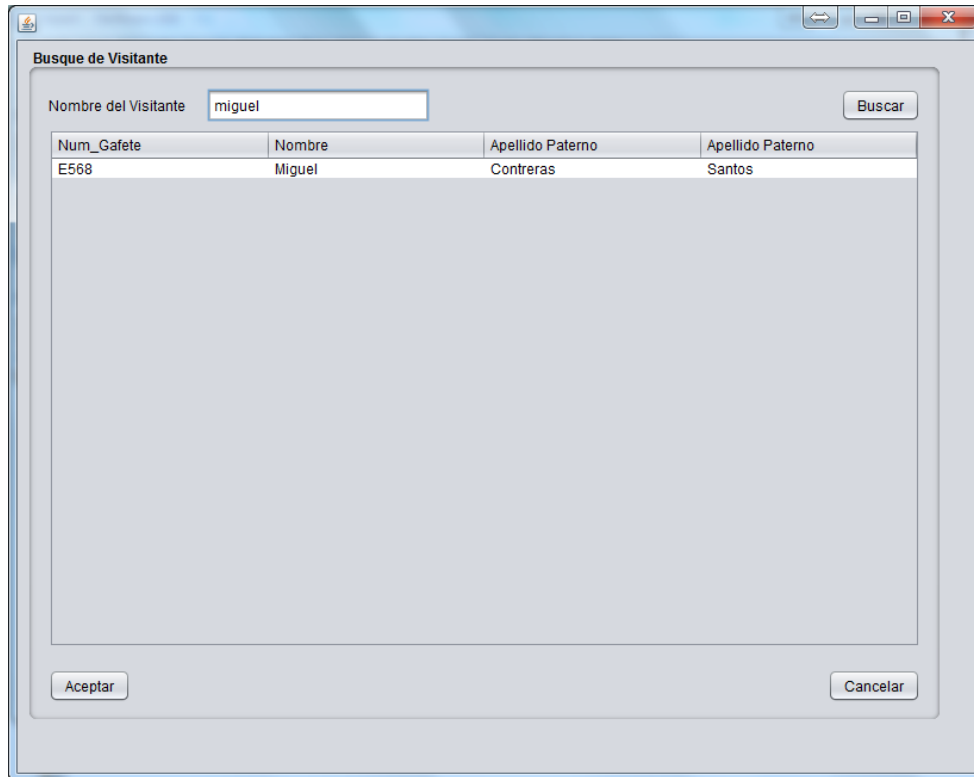 Busque de Visitante
Nombre del Visitante miguel Buscar
Num_Gafete Nombre Apellido Paterno Apellido Paterno
E568 Miguel Contreras Santos
Aceptar Cancelar